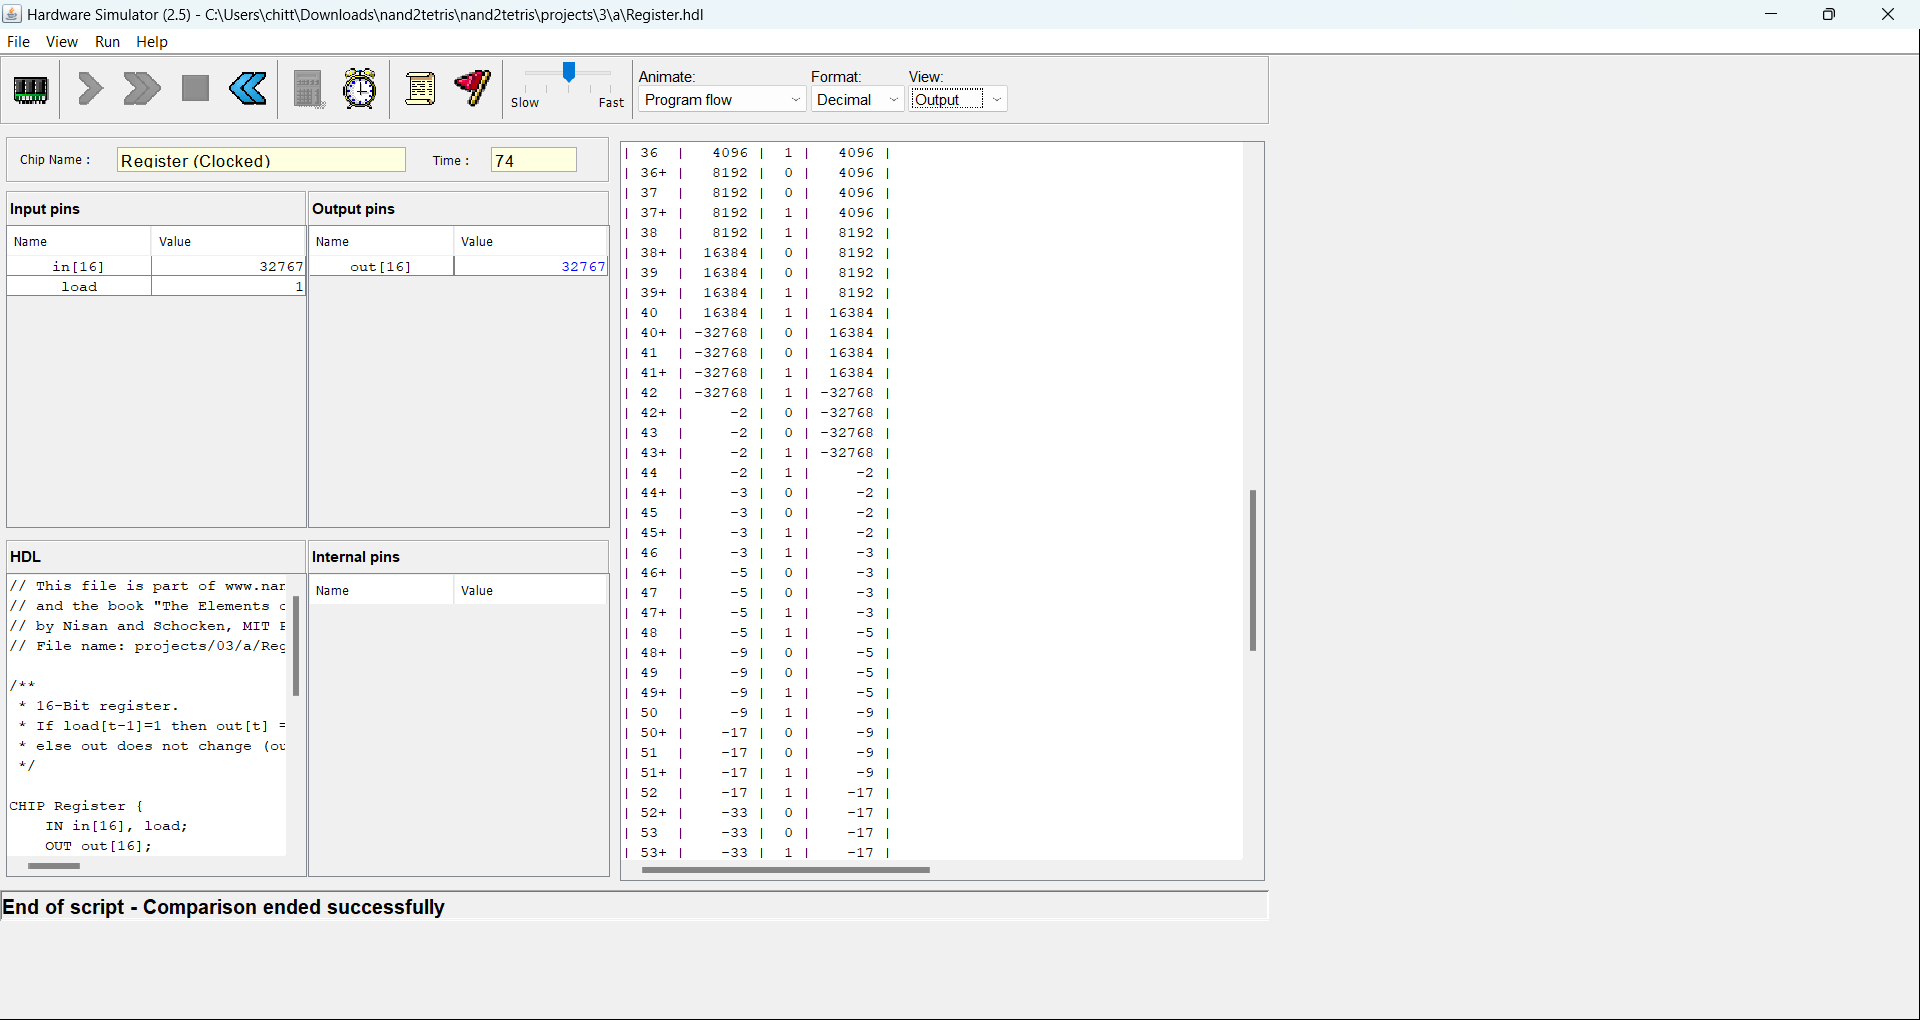 Hardware Simulator (2.5) - C:\Users\chitt\Downloads\nand2tetris\nand2tetris\projects\3\a\Register.hdl
File View Run Help
Slow Fast
Animate: Format: View:
Program flow Decimal Output
Chip Name : Register (Clocked) Time : 74
Input pins
Name Value
in[16] 32767
load 1
Output pins
Name Value
out[16] 32767
HDL
// This file is part of www.nan
// and the book "The Elements o
// by Nisan and Schocken, MIT P
// File name: projects/03/a/Reg
/**
* 16-Bit register.
* If load[t-1]=1 then out[t] =
* else out does not change (ou
*/
CHIP Register {
IN in[16], load;
OUT out[16];
Internal pins
Name Value
| 36 | 4096 | 1 | 4096 |
| 36+ | 8192 | 0 | 4096 |
| 37 | 8192 | 0 | 4096 |
| 37+ | 8192 | 1 | 4096 |
| 38 | 8192 | 1 | 8192 |
| 38+ | 16384 | 0 | 8192 |
| 39 | 16384 | 0 | 8192 |
| 39+ | 16384 | 1 | 8192 |
| 40 | 16384 | 1 | 16384 |
| 40+ | -32768 | 0 | 16384 |
| 41 | -32768 | 0 | 16384 |
| 41+ | -32768 | 1 | 16384 |
| 42 | -32768 | 1 | -32768 |
| 42+ | -2 | 0 | -32768 |
| 43 | -2 | 0 | -32768 |
| 43+ | -2 | 1 | -32768 |
| 44 | -2 | 1 | -2 |
| 44+ | -3 | 0 | -2 |
| 45 | -3 | 0 | -2 |
| 45+ | -3 | 1 | -2 |
| 46 | -3 | 1 | -3 |
| 46+ | -5 | 0 | -3 |
| 47 | -5 | 0 | -3 |
| 47+ | -5 | 1 | -3 |
| 48 | -5 | 1 | -5 |
| 48+ | -9 | 0 | -5 |
| 49 | -9 | 0 | -5 |
| 49+ | -9 | 1 | -5 |
| 50 | -9 | 1 | -9 |
| 50+ | -17 | 0 | -9 |
| 51 | -17 | 0 | -9 |
| 51+ | -17 | 1 | -9 |
| 52 | -17 | 1 | -17 |
| 52+ | -33 | 0 | -17 |
| 53 | -33 | 0 | -17 |
| 53+ | -33 | 1 | -17 |
End of script - Comparison ended successfully